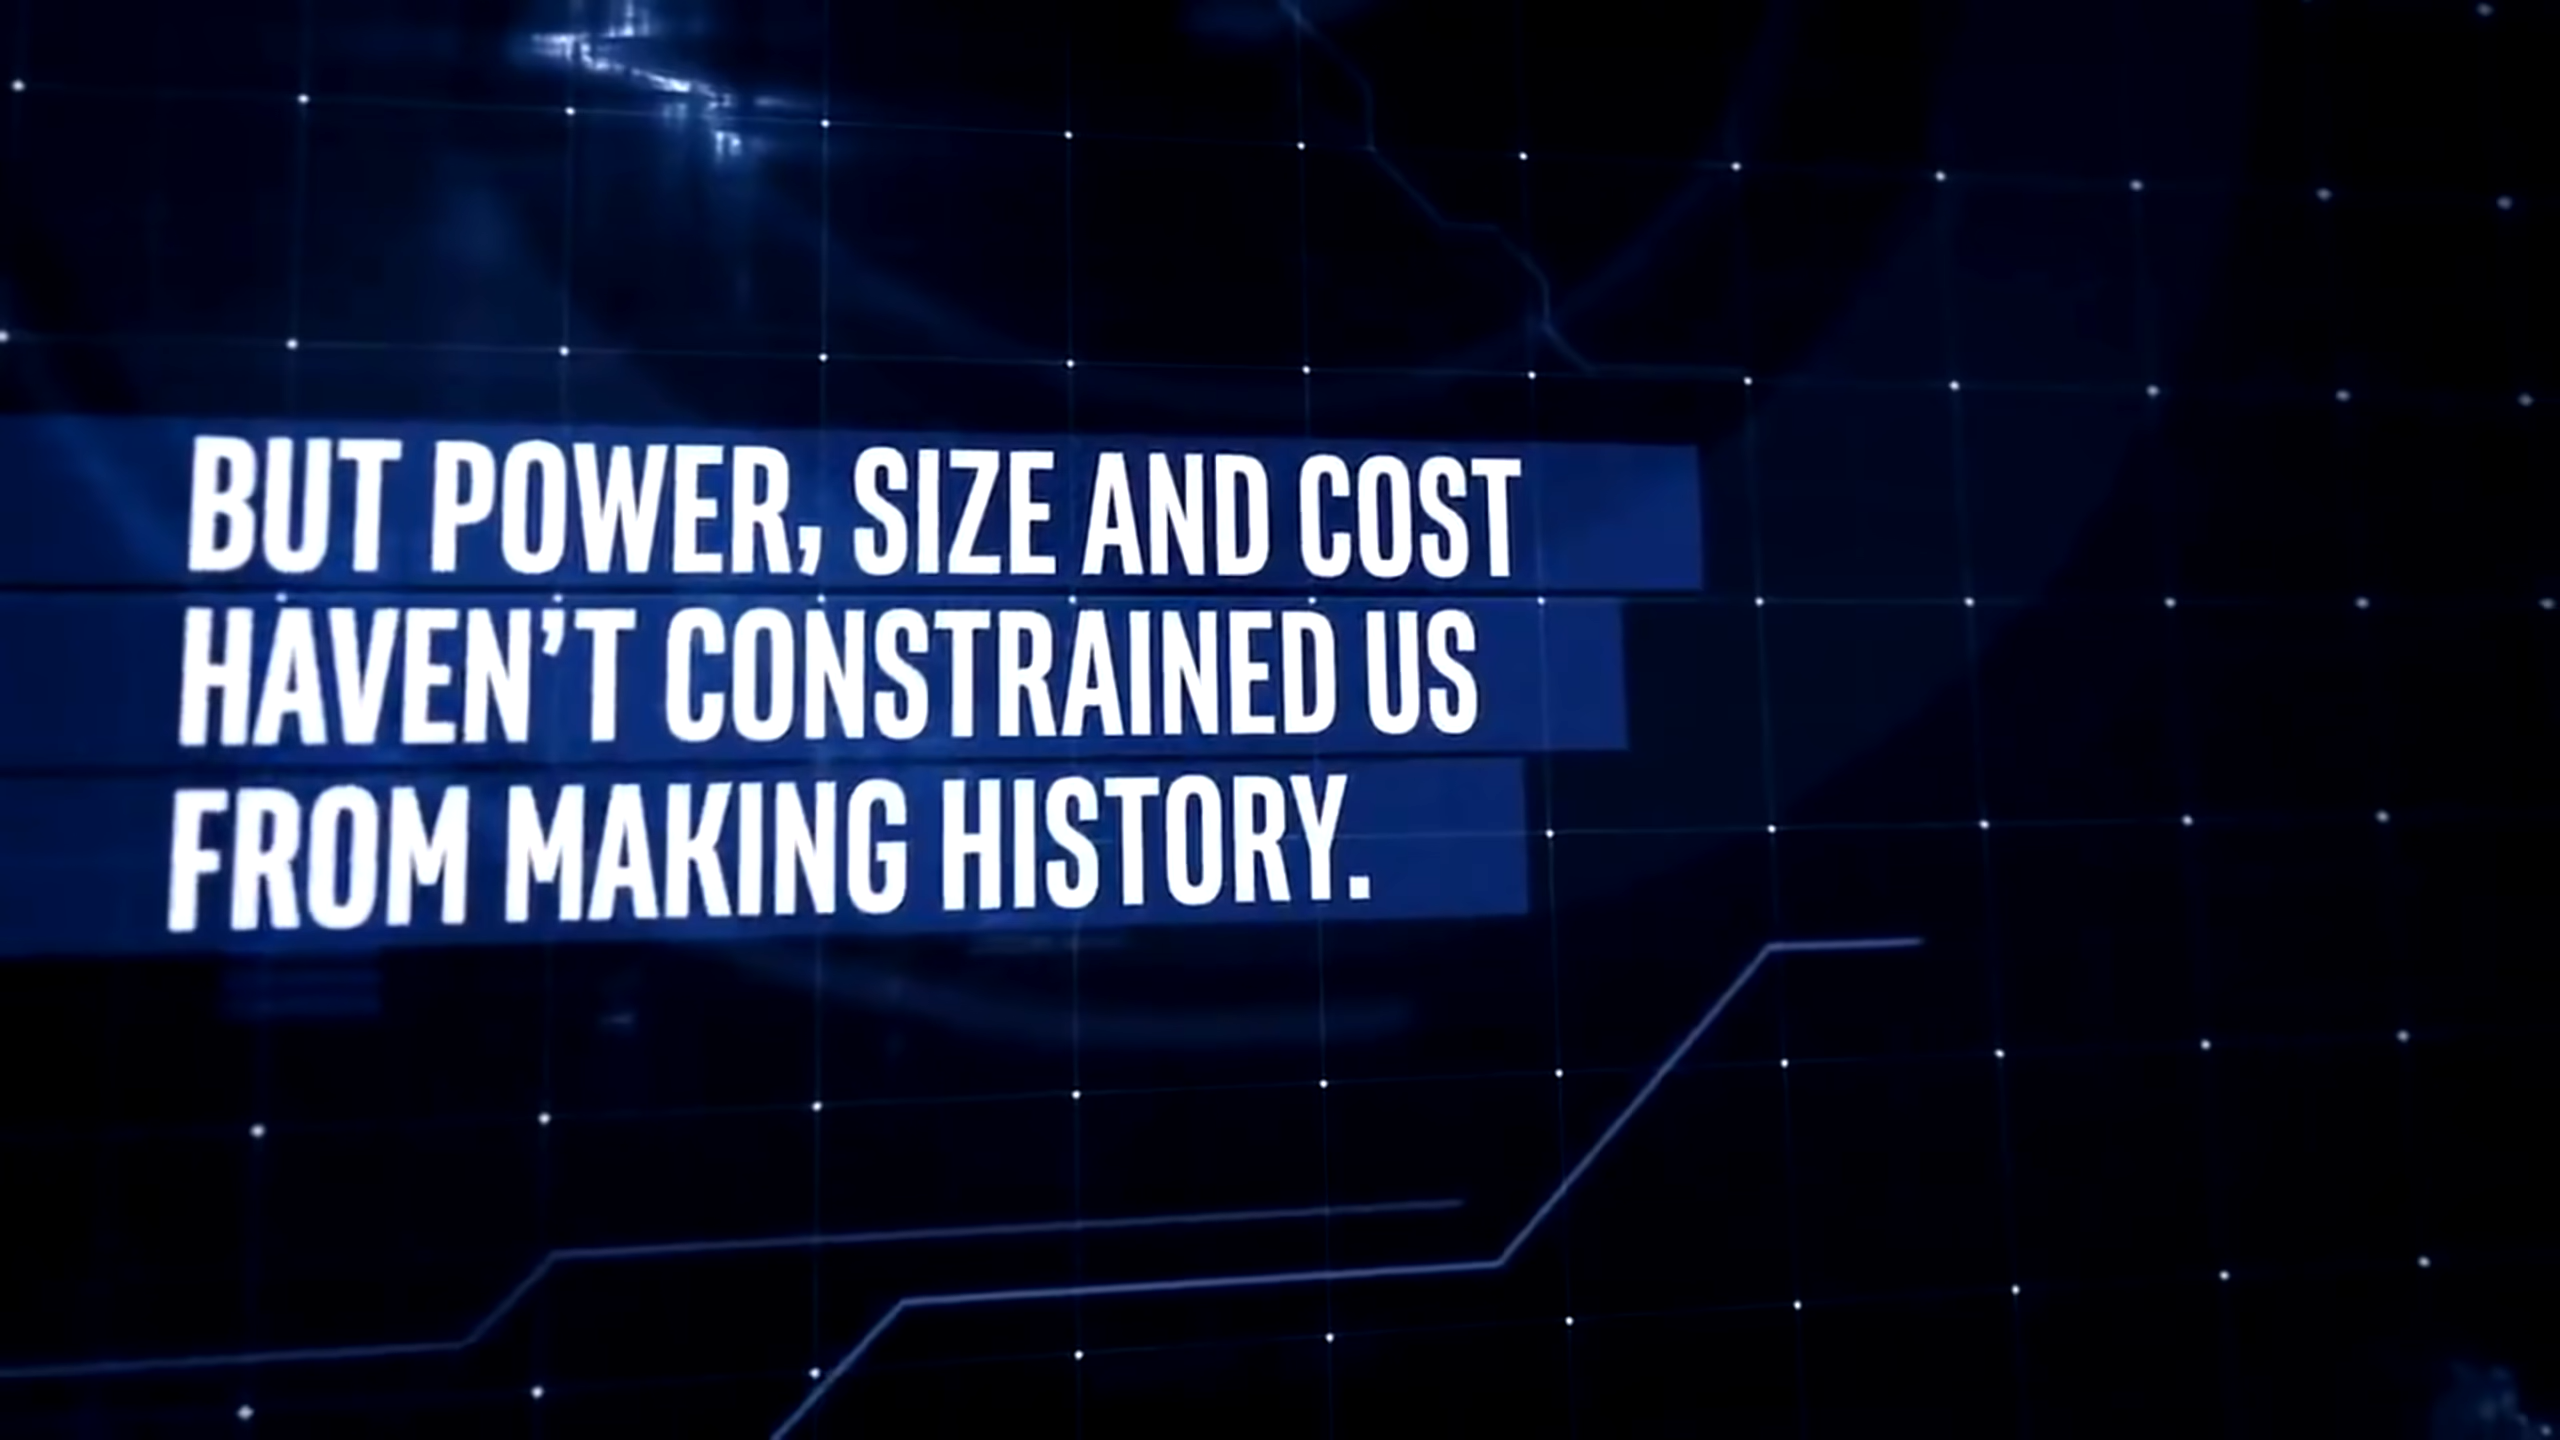 BUT POWER, SIZE AND COST
HAVEN’T CONSTRAINED US
FROM MAKING HISTORY.